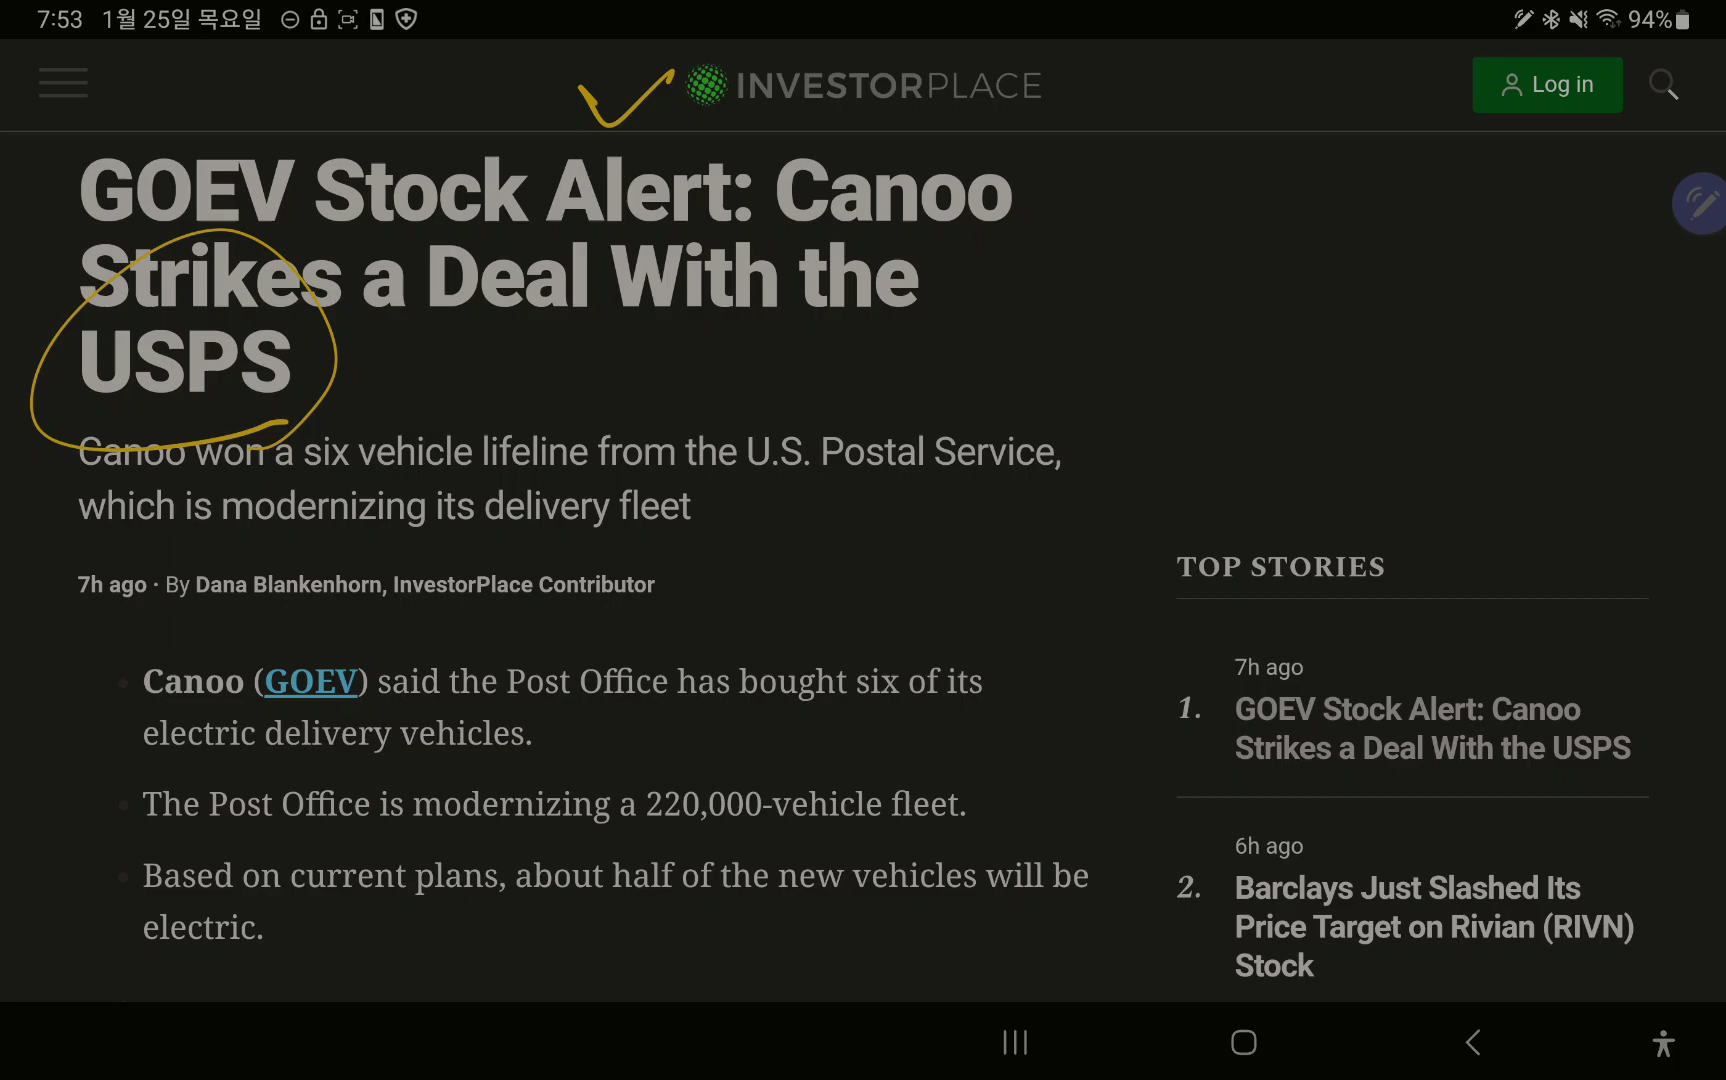 7:53 1월 25일 목요일 94%
INVESTORPLACE
Log in
GOEV Stock Alert: Canoo
Strikes a Deal With the
USPS
Canoo won a six vehicle lifeline from the U.S. Postal Service,
which is modernizing its delivery fleet
7h ago · By Dana Blankenhorn, InvestorPlace Contributor
Canoo (GOEV) said the Post Office has bought six of its
electric delivery vehicles.
The Post Office is modernizing a 220,000-vehicle fleet.
Based on current plans, about half of the new vehicles will be
electric.
TOP STORIES
7h ago
1. GOEV Stock Alert: Canoo
Strikes a Deal With the USPS
6h ago
2. Barclays Just Slashed Its
Price Target on Rivian (RIVN)
Stock